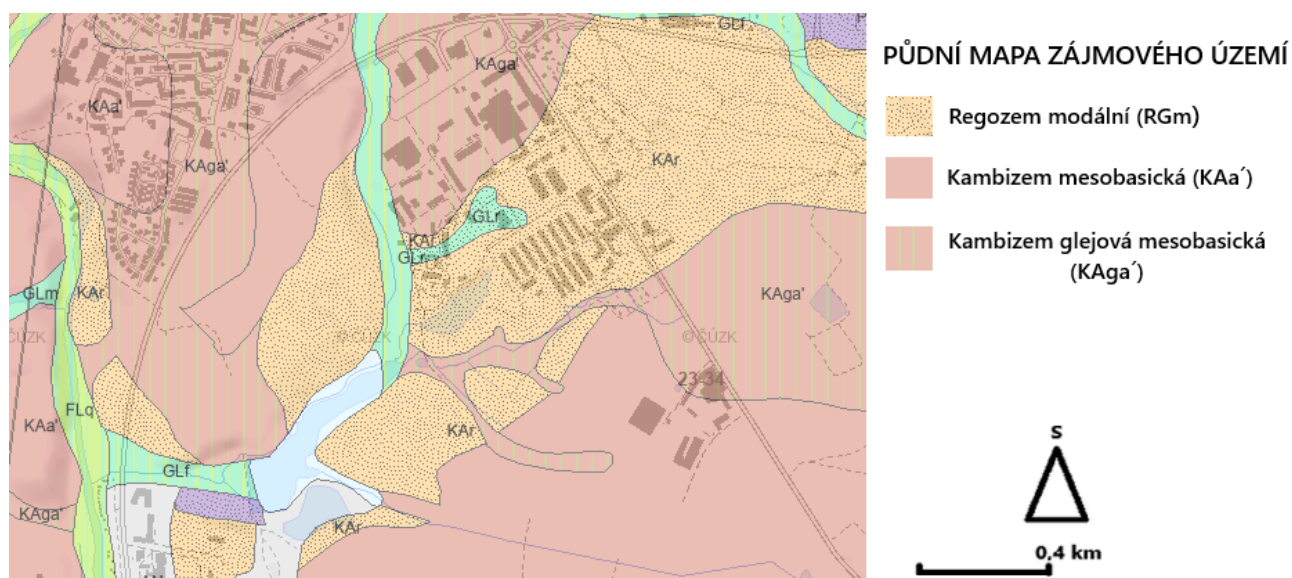 GLf
KAga'
KAa'
KAga'
KAr
GLr
KAr
GLr
GLm
KAr
KAga'
©ČÚZK
©ČÚZK
ČÚZK
23-34
FLq
KAa'
KAr
GLf
KAga'
KAr
PŮDNÍ MAPA ZÁJMOVÉHO ÚZEMÍ
Regozem modální (RGm)
Kambizem mesobasická (KAa´)
Kambizem glejová mesobasická
(KAga´)
S
0,4 km